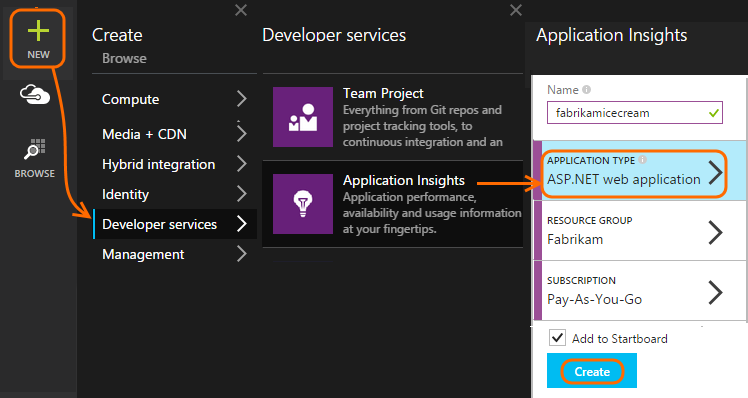 NEW
BROWSE
Create
Browse
Compute
Media + CDN
Hybrid integration
Identity
Developer services
Management
Developer services
Team Project
Everything from Git repos and
project tracking tools, to
continuous integration and an
Application Insights
Application performance,
availability and usage information
at your fingertips.
Application Insights
Name
fabrikamicecream
APPLICATION TYPE
ASP.NET web application
RESOURCE GROUP
Fabrikam
SUBSCRIPTION
Pay-As-You-Go
Add to Startboard
Create